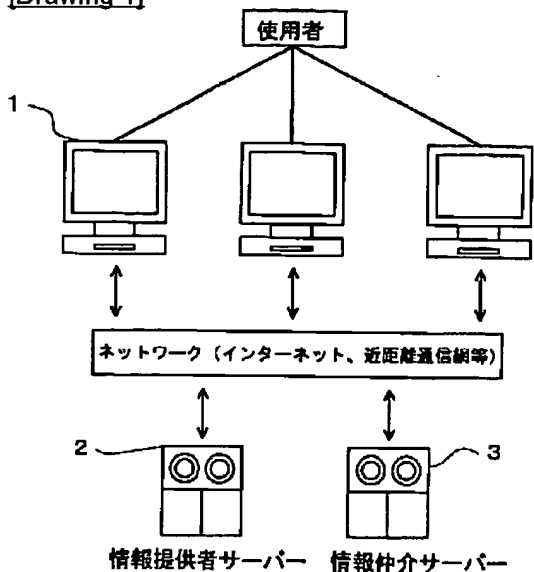 [Drawing 1]
使用者
1
ネットワーク（インターネット、近距離通信網等）
2
3
情報提供者サーバー 情報仲介サーバー